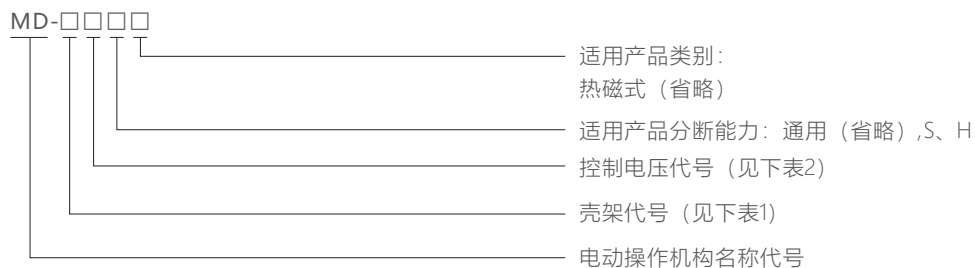 MD-□□□□
适用产品类别：
热磁式（省略）
适用产品分断能力：通用（省略）,S、H
控制电压代号（见下表2）
壳架代号（见下表1）
电动操作机构名称代号